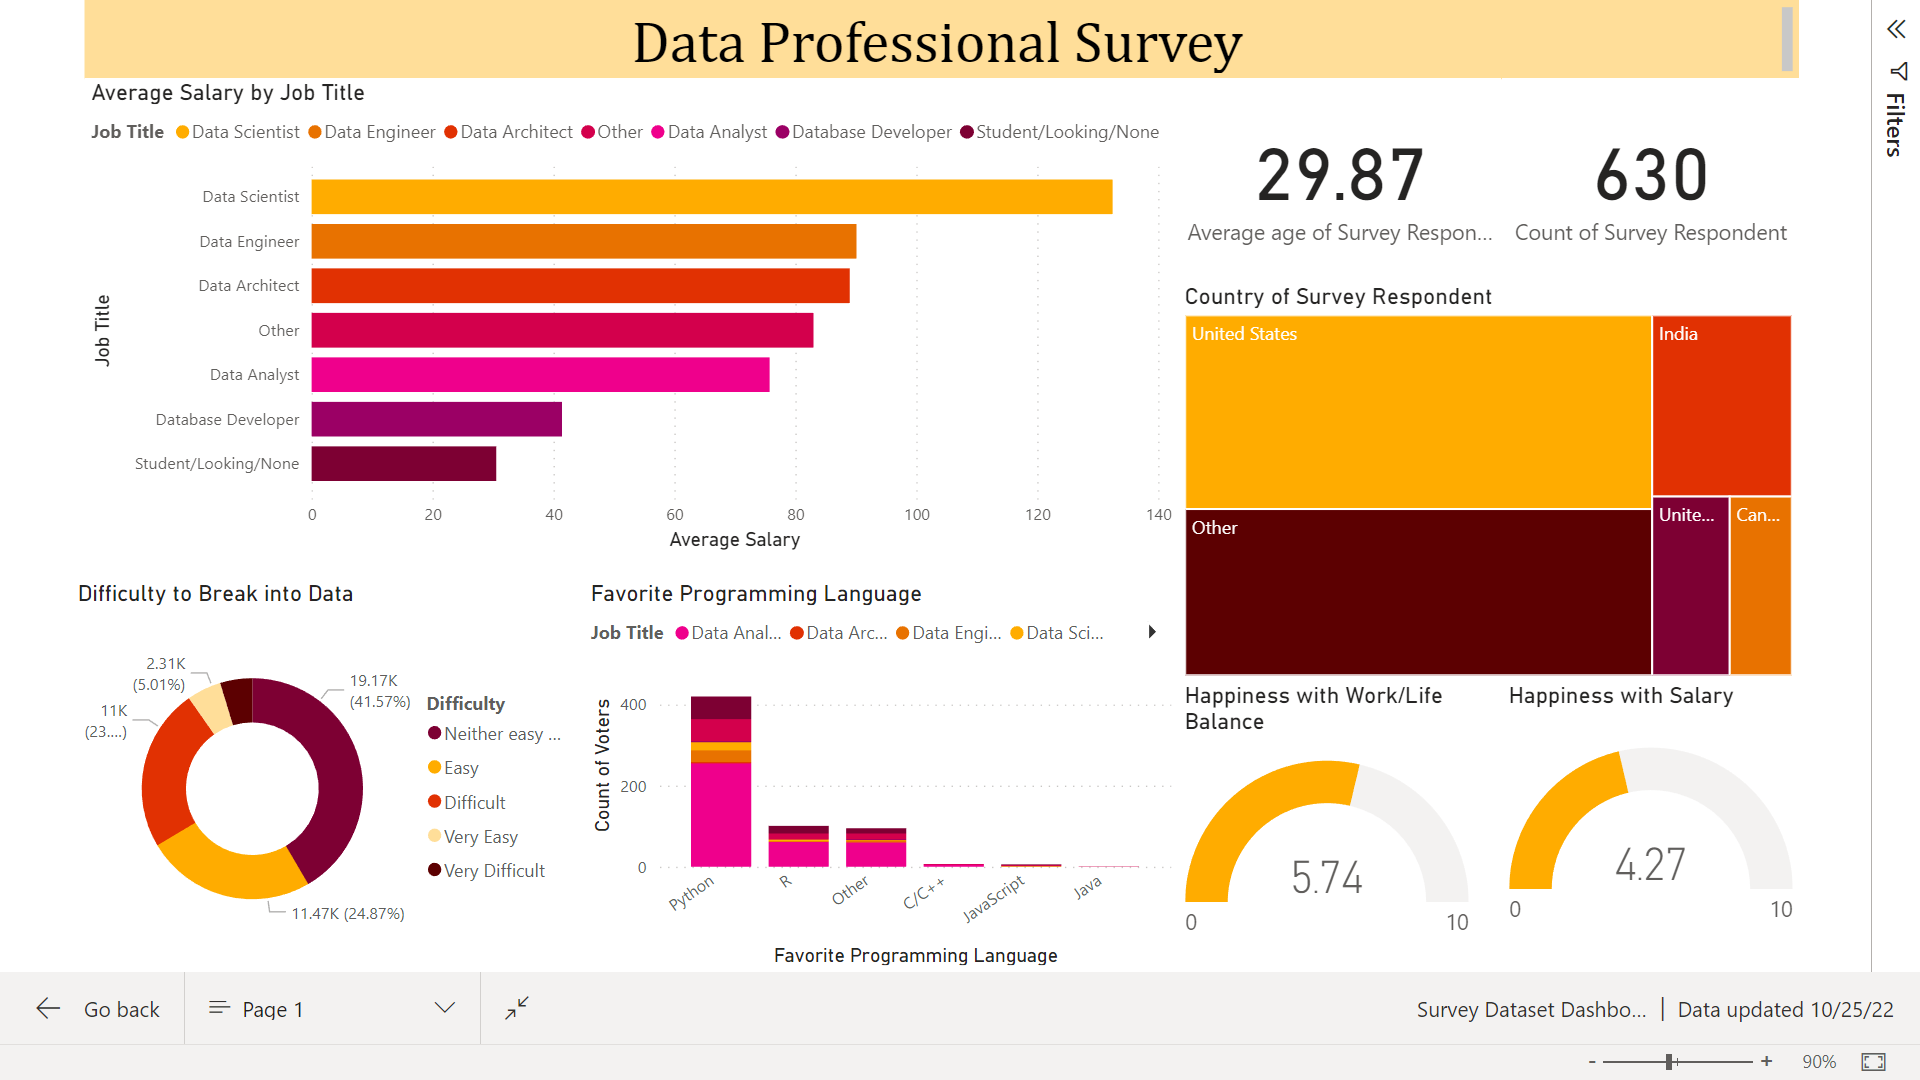 Data Professional Survey
Filters
Average Salary by Job Title
Job Title Data Scientist Data Engineer Data Architect Other Data Analyst Database Developer Student/Looking/None
Job Title
Data Scientist
Data Engineer
Data Architect
Other
Data Analyst
Database Developer
Student/Looking/None
0 20 40 60 80 100 120 140
Average Salary
29.87
Average age of Survey Respon...
630
Count of Survey Respondent
Country of Survey Respondent
United States
India
Other
Unite...
Can...
Difficulty to Break into Data
2.31K
(5.01%)
19.17K
(41.57%)
11K
(23....)
11.47K (24.87%)
Difficulty
Neither easy ...
Easy
Difficult
Very Easy
Very Difficult
Favorite Programming Language
Job Title Data Anal... Data Arc... Data Engi... Data Sci...
Count of Voters
400
200
0
Python R Other C/C++ JavaScript Java
Favorite Programming Language
Happiness with Work/Life
Balance
5.74
0 10
Happiness with Salary
4.27
0 10
Go back
Page 1
Survey Dataset Dashbo... | Data updated 10/25/22
- + 90%